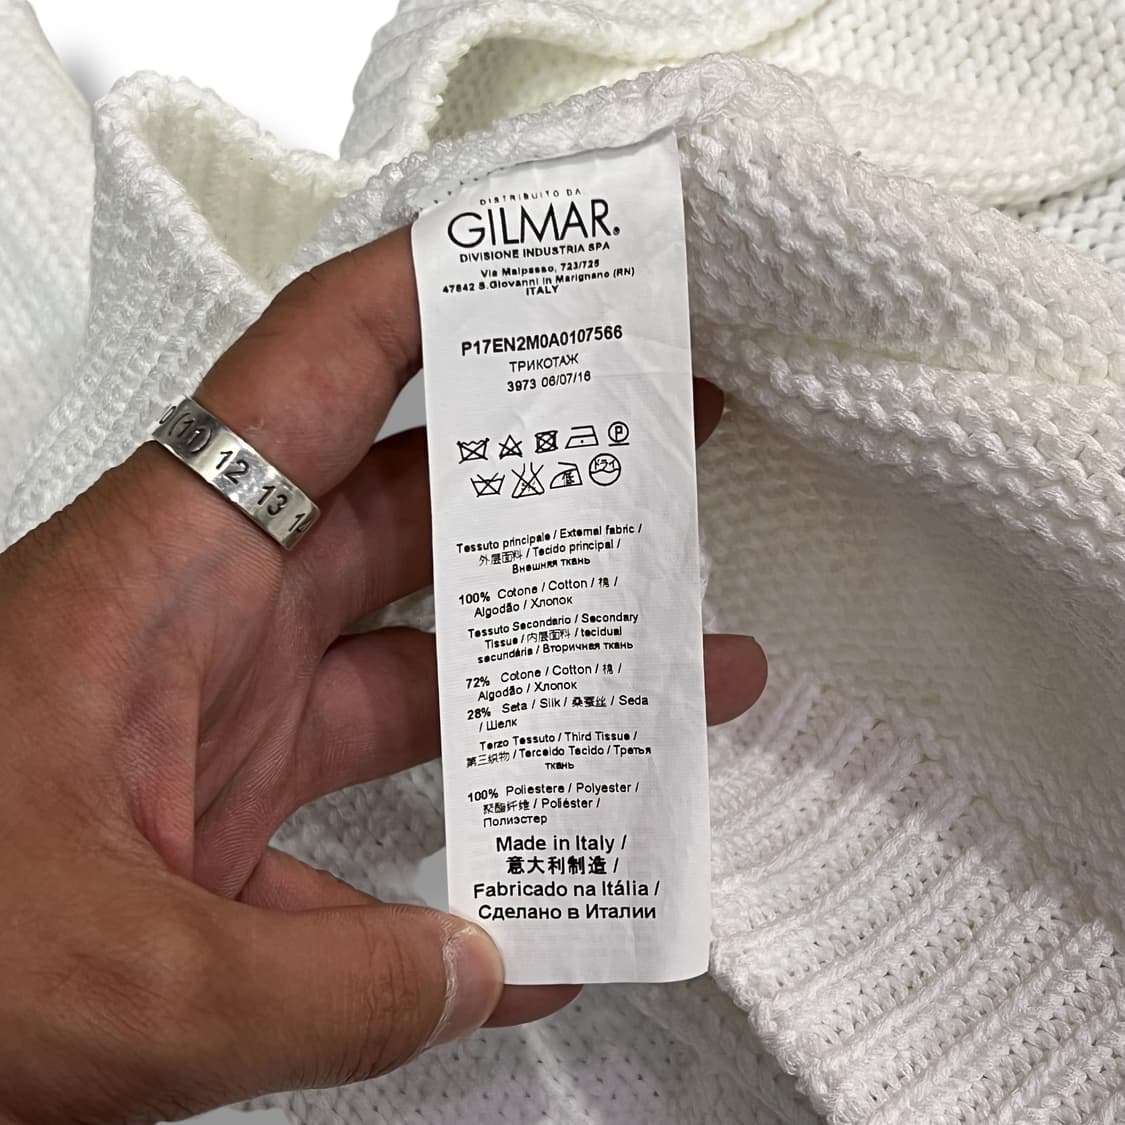 DISTRIBUITO DA:
GILMAR®
DIVISIONE INDUSTRIA SPA
Via Malpasso, 723/725
47842 S.Giovanni in Marignano (RN)
ITALY
P17EN2M0A0107566
ТРИКОТАЖ
3973 06/07/16
P
低 ドライ
Tessuto principale / External fabric /
外层面料 / Tecido principal /
Внешняя ткань
100% Cotone / Cotton / 棉 /
Algodão / Хлопок
Tessuto Secondario / Secondary
Tissue / 内层面料 / tecidual
secundária / Вторичная ткань
72% Cotone / Cotton / 棉 /
Algodão / Хлопок
28% Seta / Silk / 桑蚕丝 / Seda
/ Шелк
Terzo Tessuto / Third Tissue /
第三织物 / Terceido Tecido / Третья
ткань
100% Poliestere / Polyester /
聚酯纤维 / Poliéster /
Полиэстер
Made in Italy /
意大利制造 /
Fabricado na Itália /
Сделано в Италии
(11) 12 13